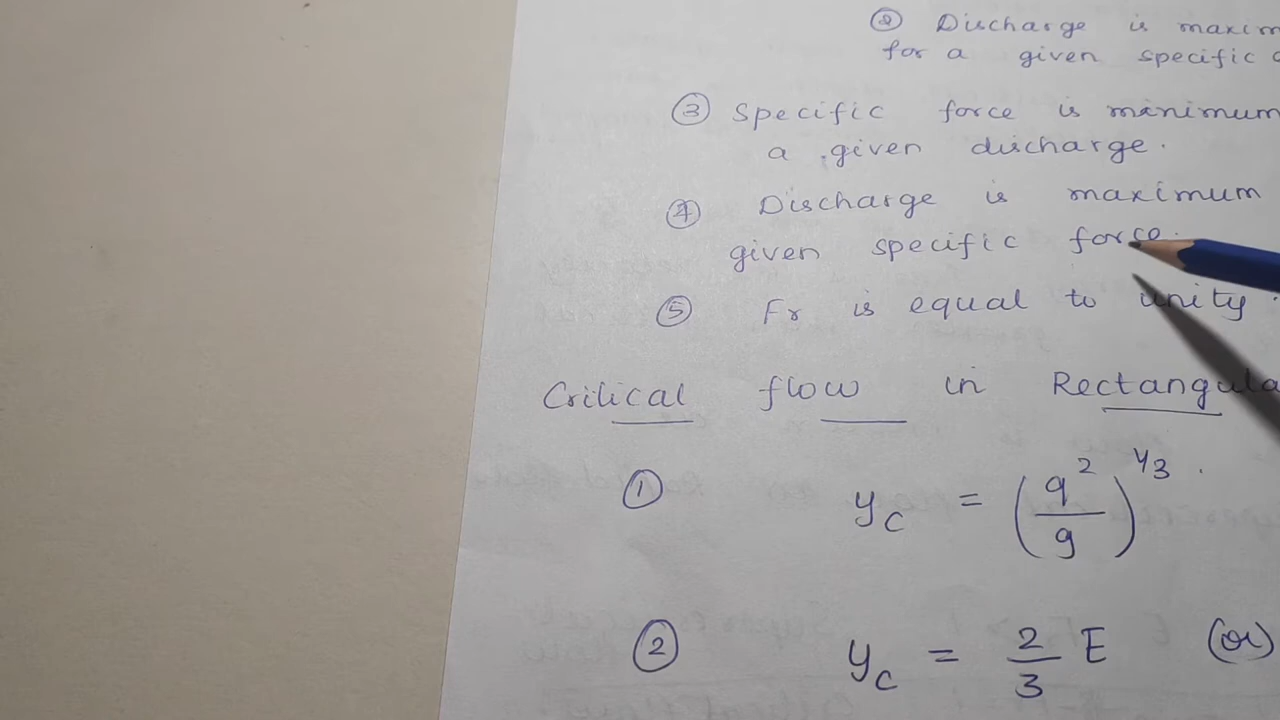 ② Discharge is maxim
for a given specific
③ Specific force is minimum
a given discharge.
④ Discharge is maximum
given specific force.
⑤ Fr is equal to unity.
Critical flow in Rectangula
① yc = (q²/g)^1/3.
② yc = 2/3 E (or)